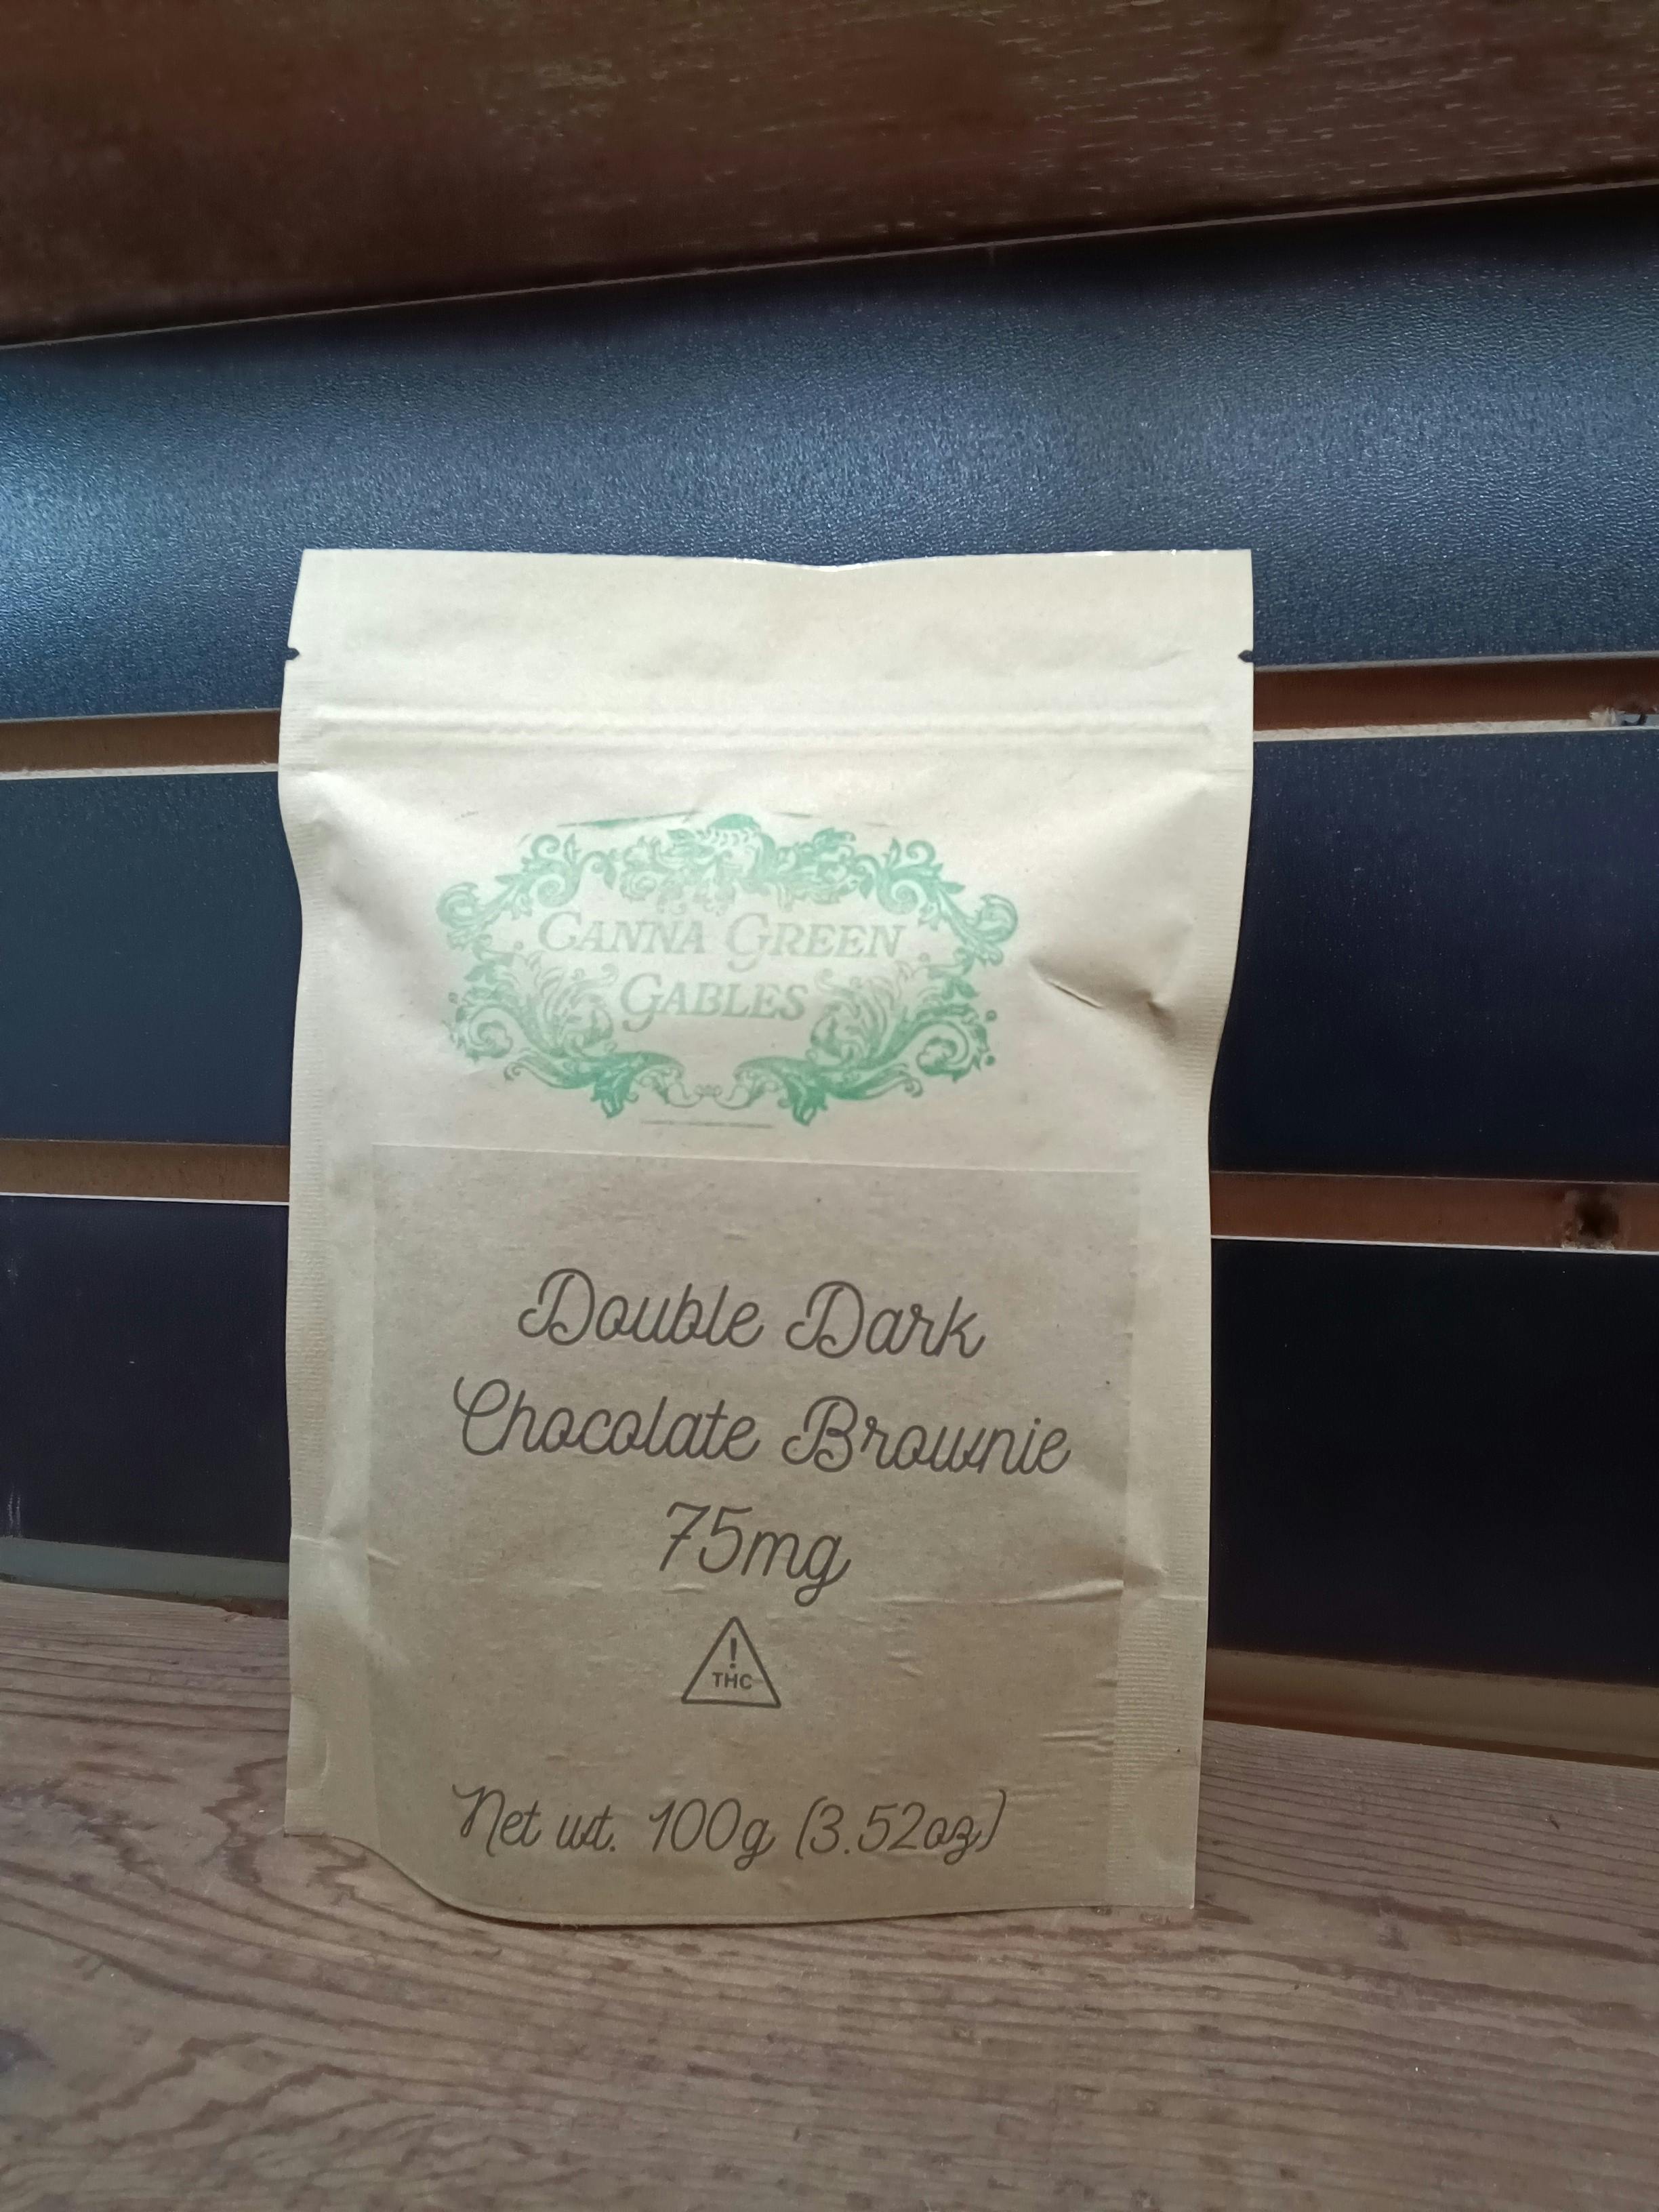 CANNA GREEN
GABLES
Double Dark
Chocolate Brownie
75mg
!
THC
Net wt. 100g (3.52oz)